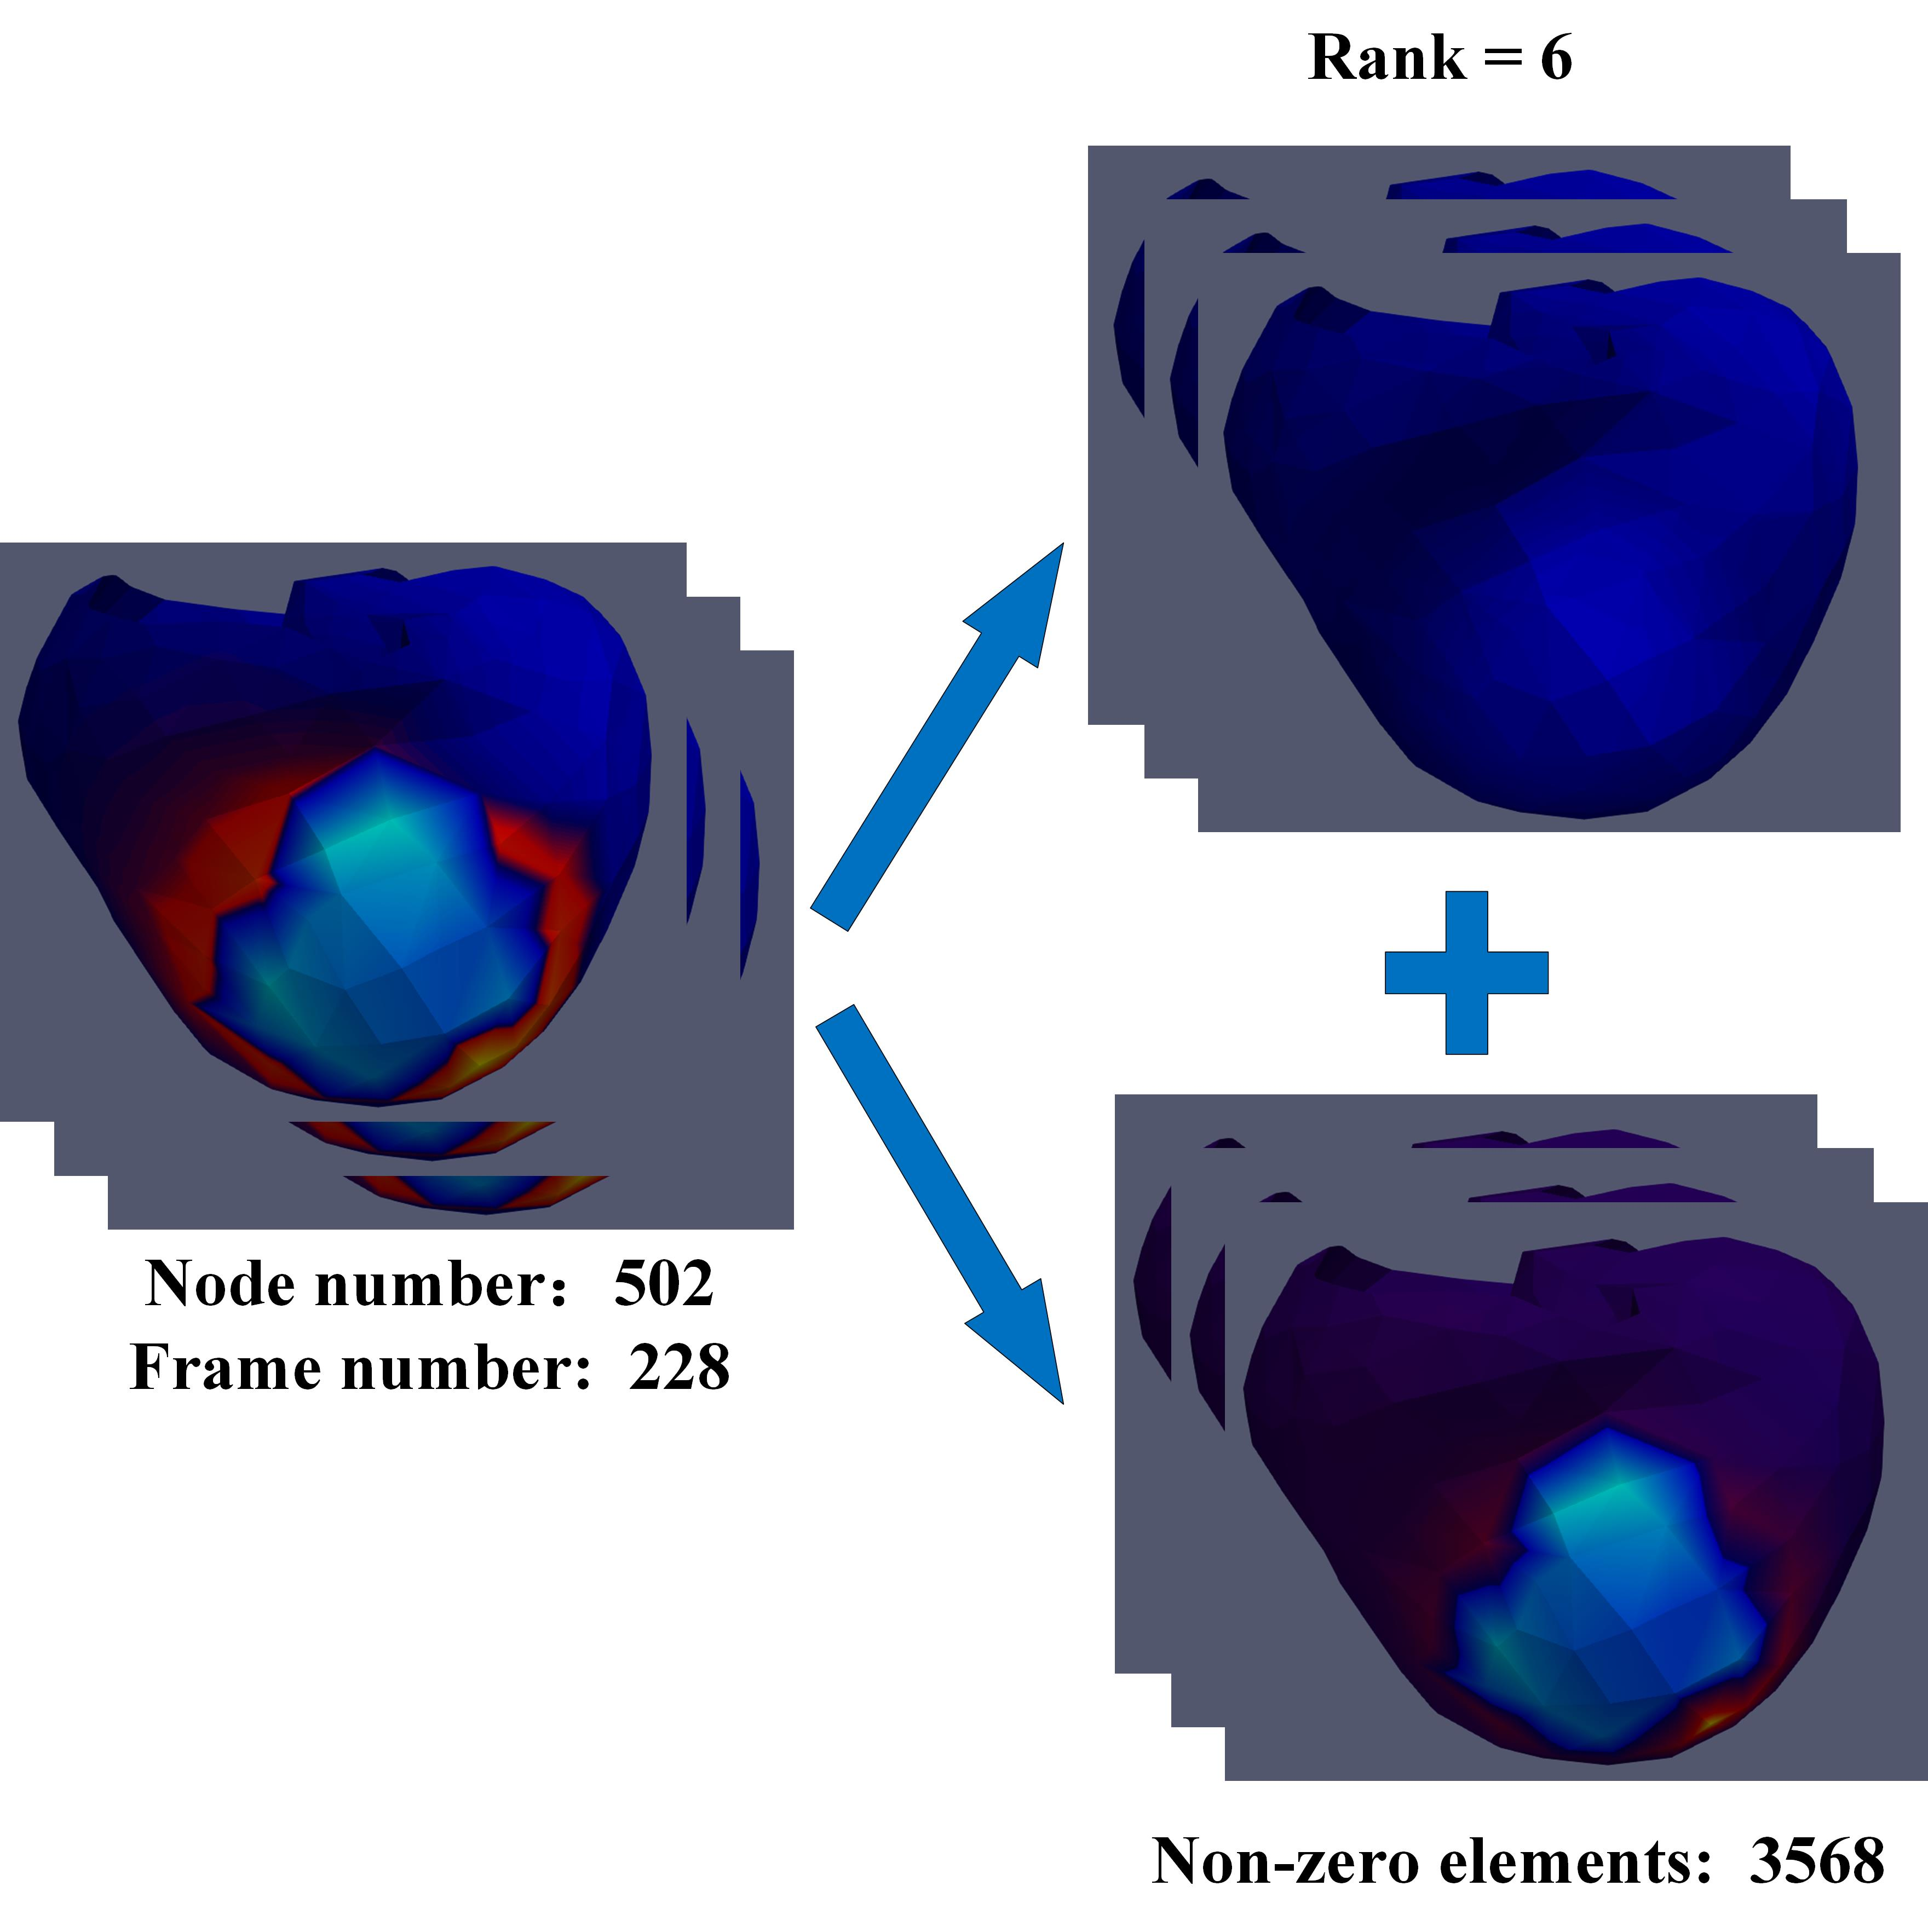 Rank = 6
Node number： 502
Frame number: 228
Non-zero elements: 3568